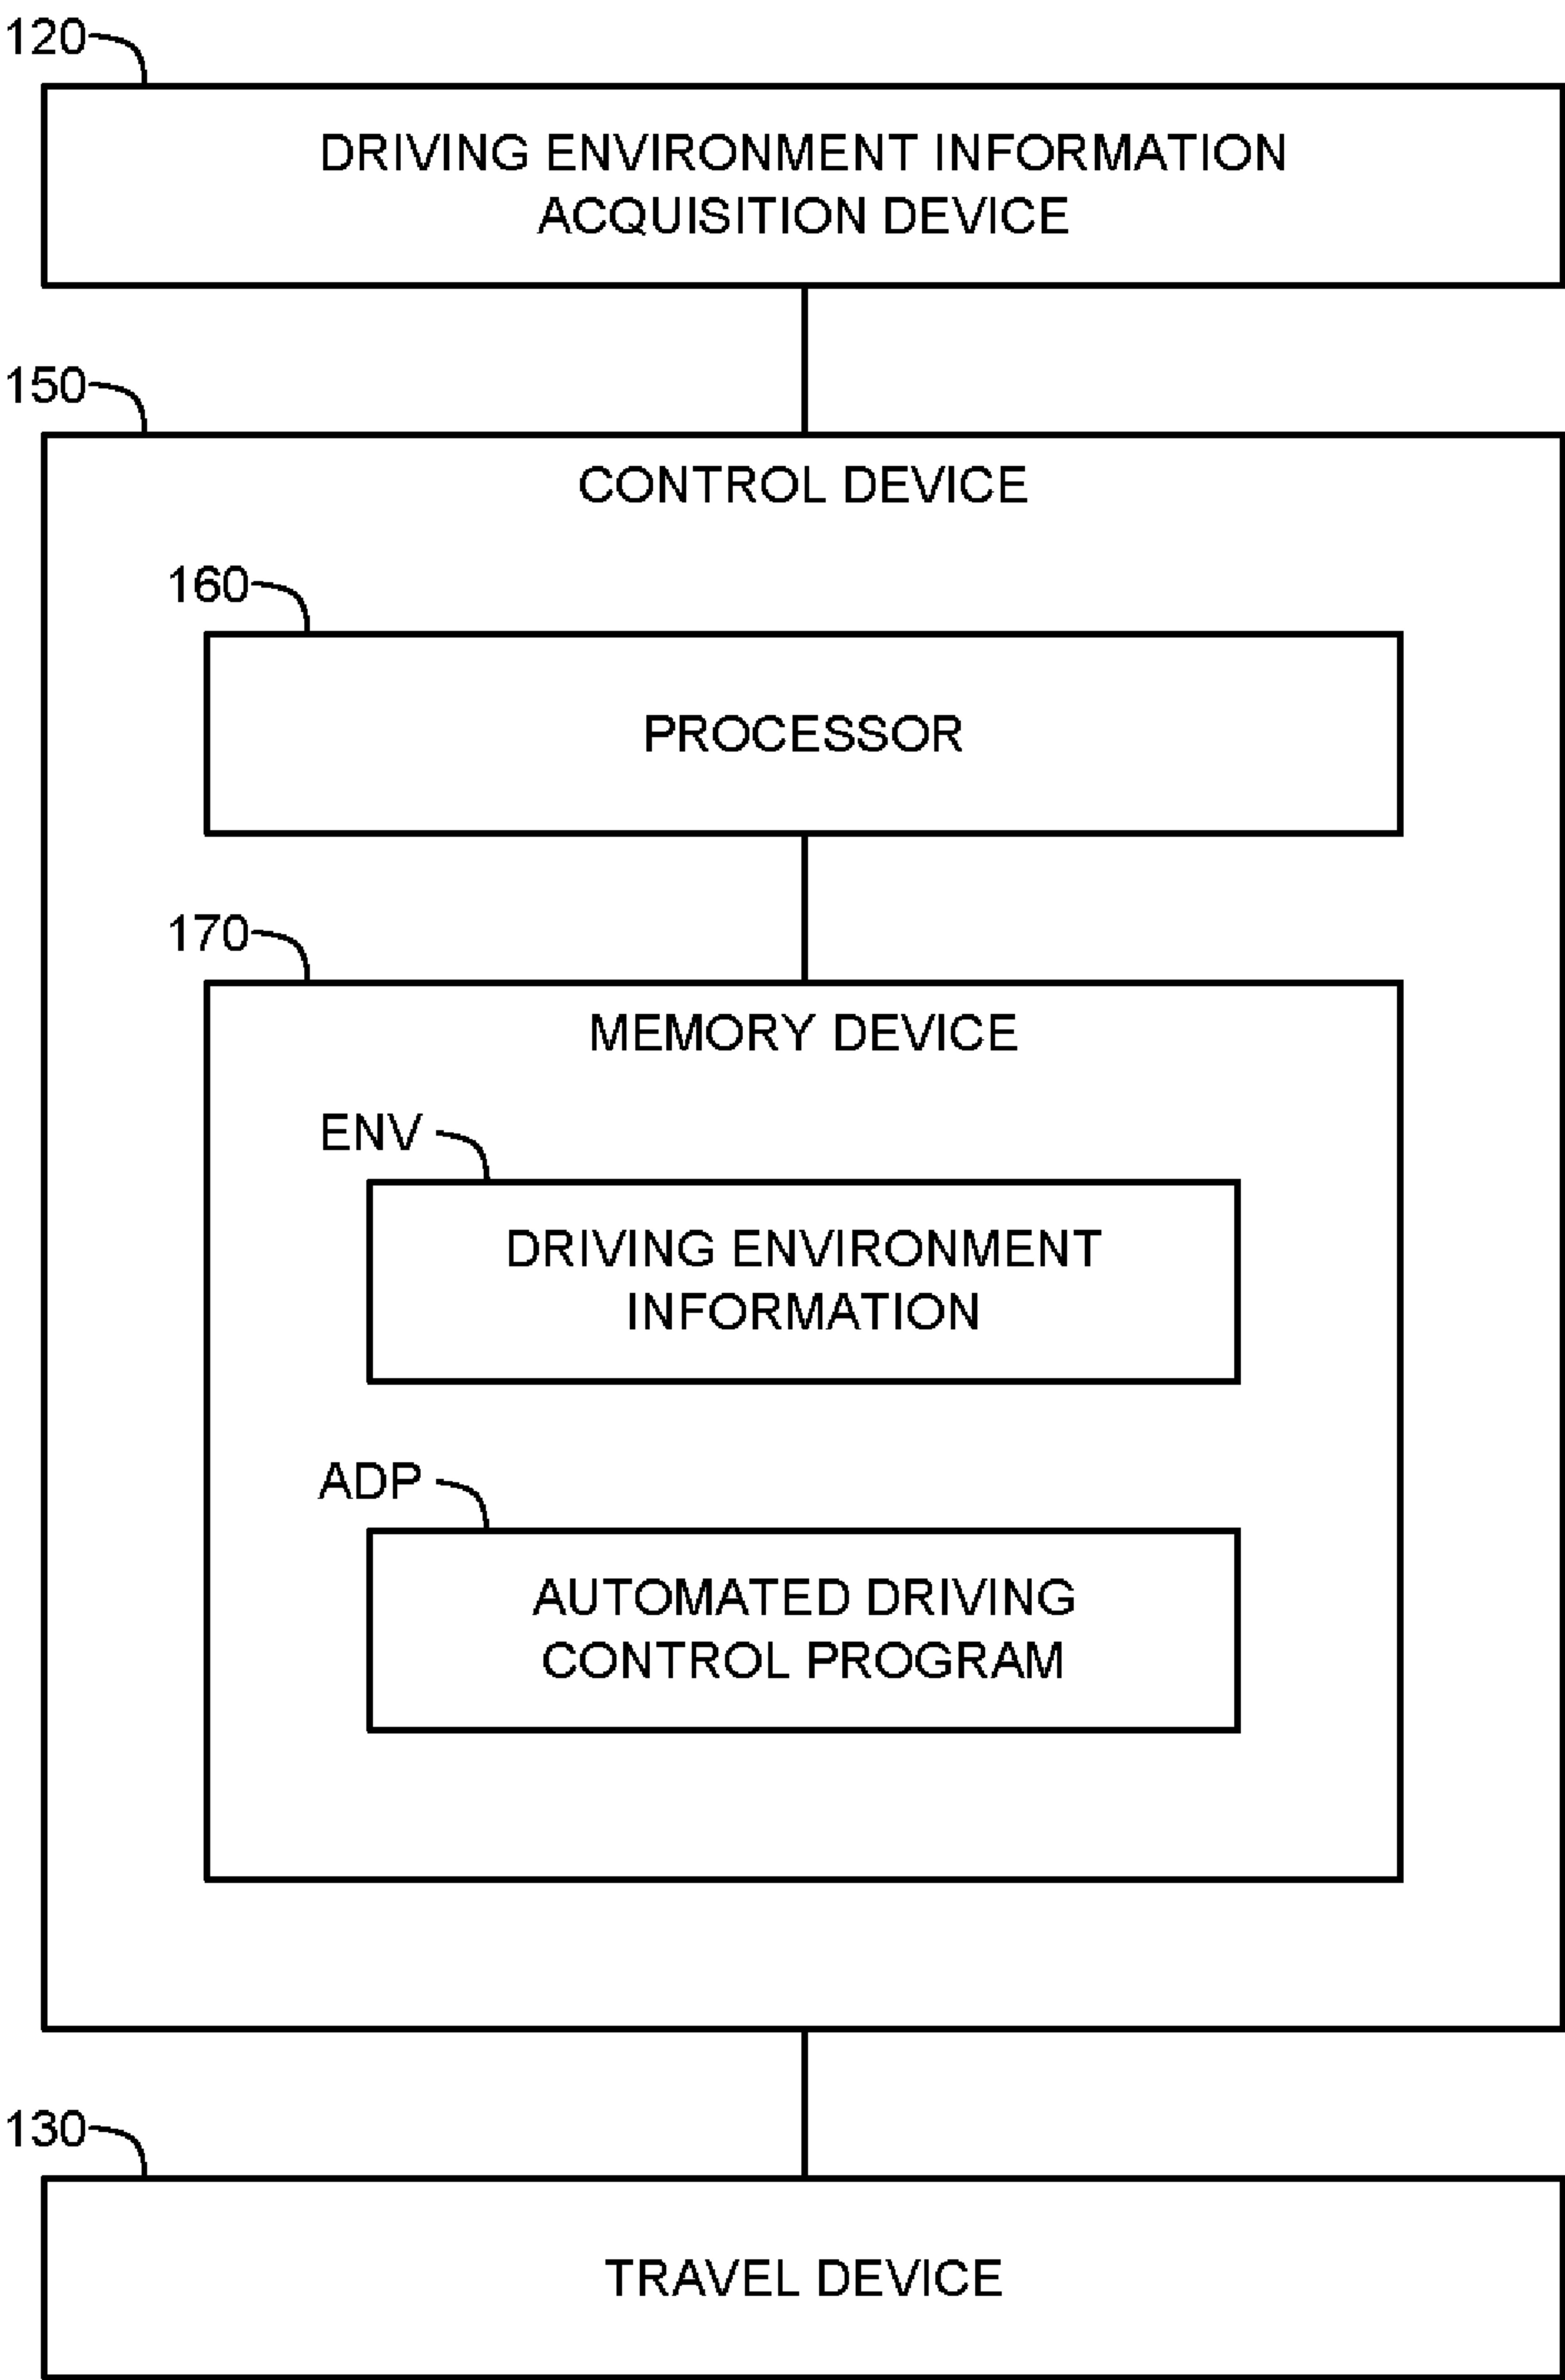 120
DRIVING ENVIRONMENT INFORMATION
ACQUISITION DEVICE
150
CONTROL DEVICE
160
PROCESSOR
170
MEMORY DEVICE
ENV
DRIVING ENVIRONMENT
INFORMATION
ADP
AUTOMATED DRIVING
CONTROL PROGRAM
130
TRAVEL DEVICE